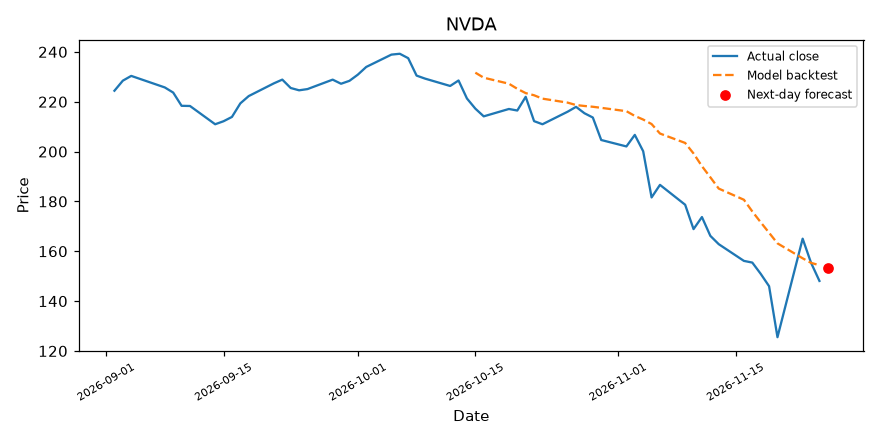 NVDA
Actual close
Model backtest
Next-day forecast
Price
240
220
200
180
160
140
120
2026-09-01
2026-09-15
2026-10-01
2026-10-15
2026-11-01
2026-11-15
Date